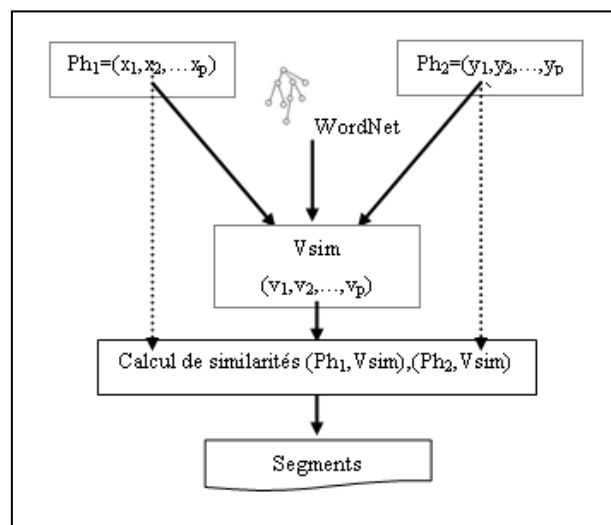 Ph₁=(x₁,x₂,... xₚ)
Ph₂=(y₁,y₂,...,yₚ
WordNet
Vsim
(v₁,v₂,...,vₚ)
Calcul de similarités (Ph₁,Vsim),(Ph₂,Vsim)
Segments